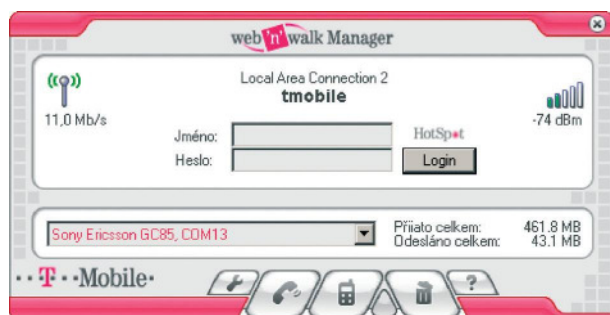 web'n'walk Manager
Local Area Connection 2
tmobile
11,0 Mb/s
-74 dBm
Jméno:
HotSpot
Heslo:
Login
Sony Ericsson GC85, COM13
Přijato celkem: 461.8 MB
Odesláno celkem: 43.1 MB
··T··Mobile·
?